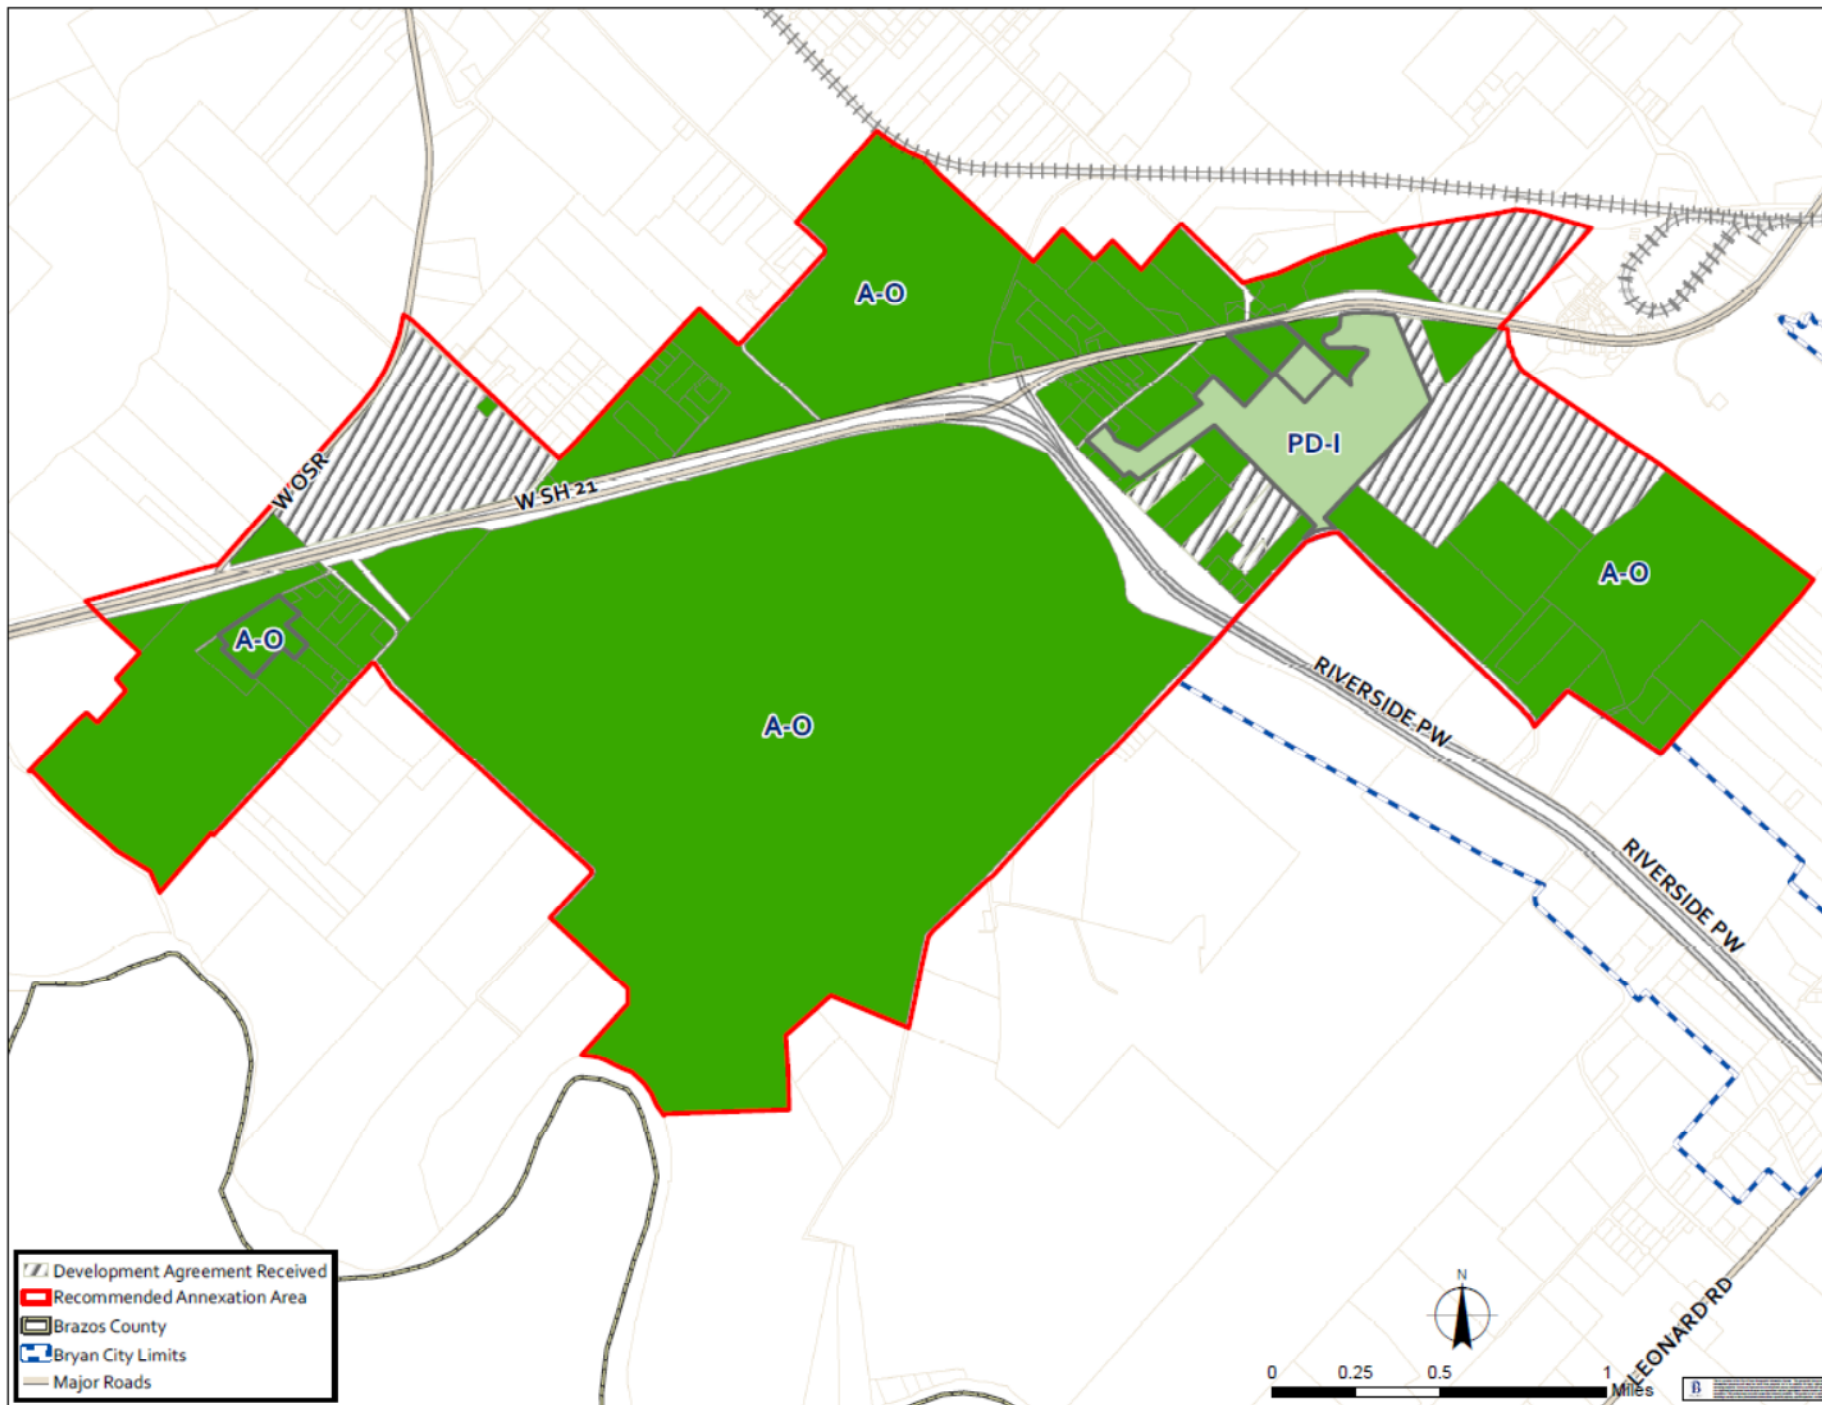 A-O
W OSR
W SH 21
PD-I
A-O
A-O
A-O
RIVERSIDE PW
RIVERSIDE PW
LEONARD RD
Development Agreement Received
Recommended Annexation Area
Brazos County
Bryan City Limits
Major Roads
N
0 0.25 0.5 1
Miles
B